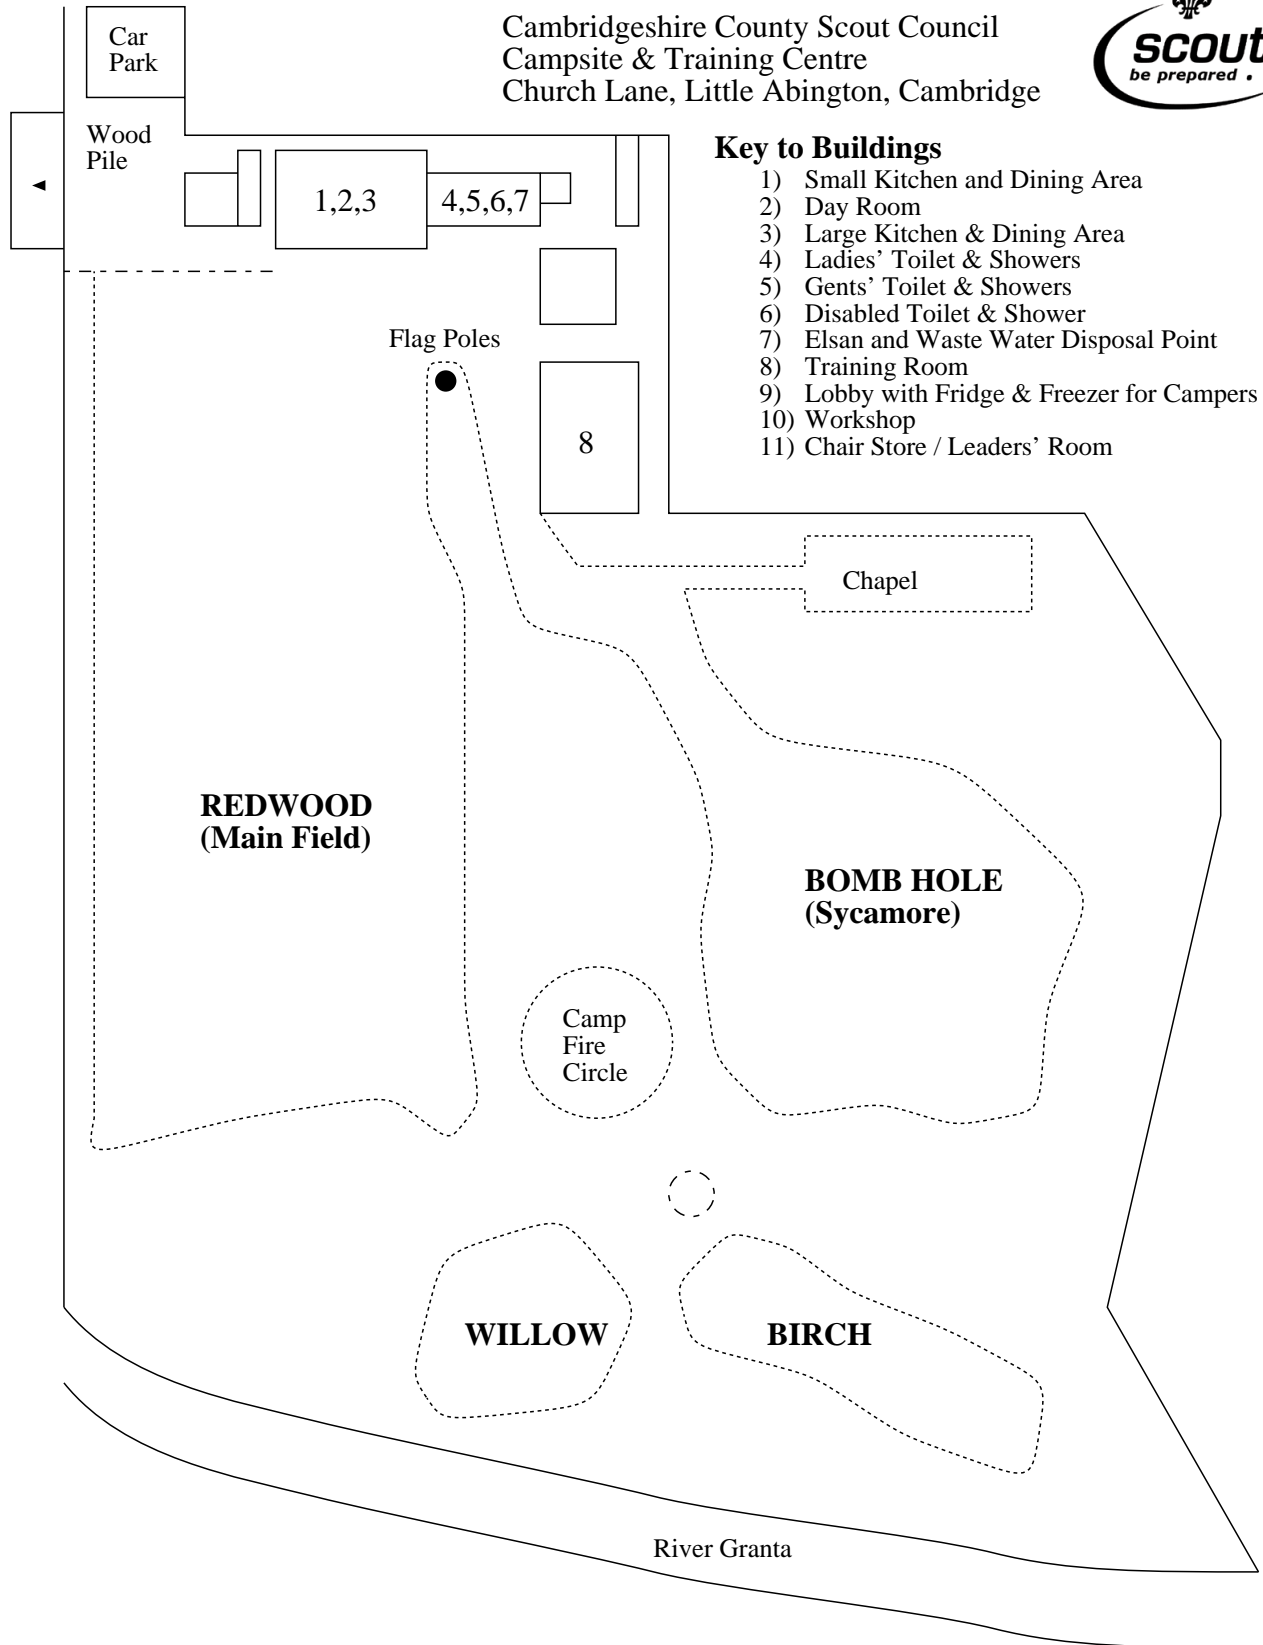 Cambridgeshire County Scout Council
Campsite & Training Centre
Church Lane, Little Abington, Cambridge
scout
be prepared .
Car
Park
Wood
Pile
Key to Buildings
1) Small Kitchen and Dining Area
2) Day Room
3) Large Kitchen & Dining Area
4) Ladies’ Toilet & Showers
5) Gents’ Toilet & Showers
6) Disabled Toilet & Shower
7) Elsan and Waste Water Disposal Point
8) Training Room
9) Lobby with Fridge & Freezer for Campers
10) Workshop
11) Chair Store / Leaders’ Room
1,2,3
4,5,6,7
Flag Poles
8
Chapel
REDWOOD
(Main Field)
BOMB HOLE
(Sycamore)
Camp
Fire
Circle
WILLOW
BIRCH
River Granta